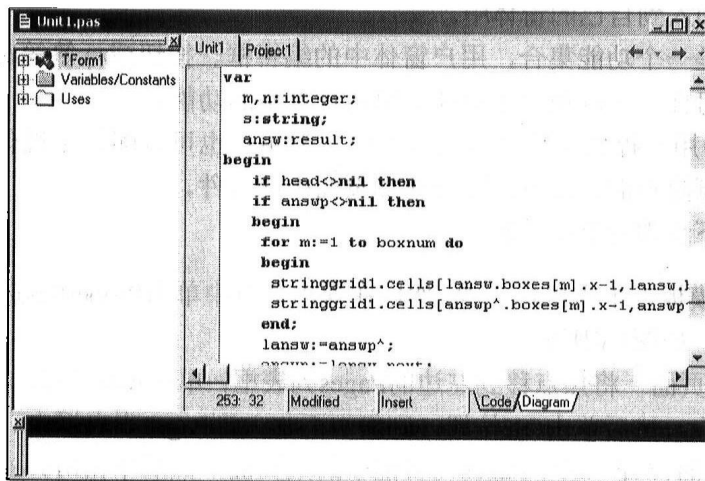 Unit1.pas
TForm1
Variables/Constants
Uses
Unit1 Project1
var
m,n:integer;
s:string;
answ:result;
begin
if head<>nil then
if answp<>nil then
begin
for m:=1 to boxnum do
begin
stringgrid1.cells[lansw.boxes[m].x-1,lansw.
stringgrid1.cells[answp^.boxes[m].x-1,answp
end;
lansw:=answp^;
253: 32 Modified Insert Code Diagram